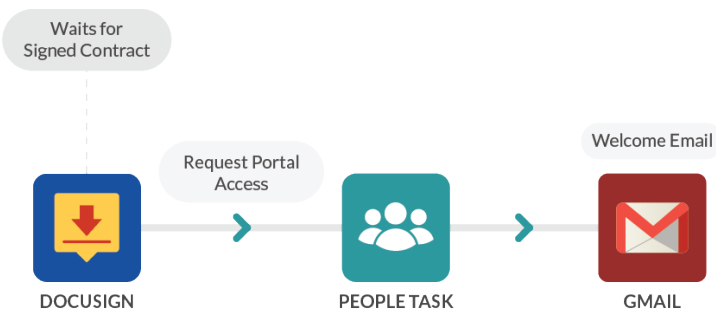 Waits for
Signed Contract
Request Portal
Access
Welcome Email
DOCUSIGN
PEOPLE TASK
GMAIL